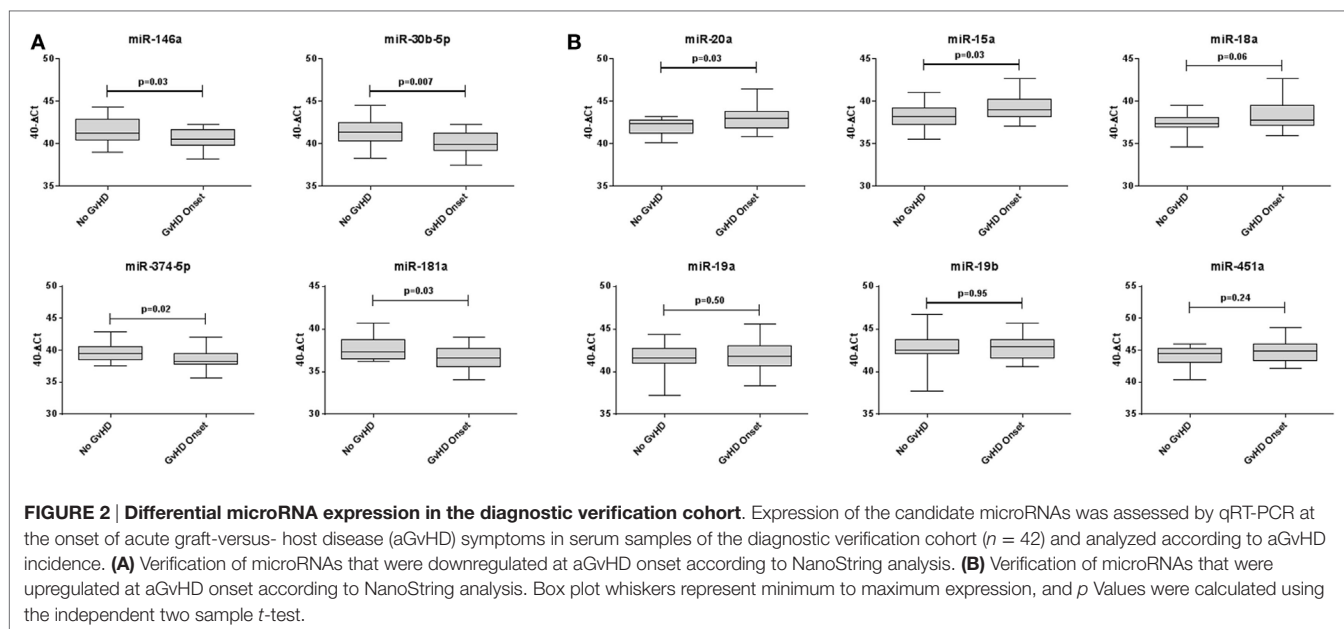 A
miR-146a
50
45
40
35
40-ΔCt
p=0.03
No GvHD
GvHD Onset
miR-30b-5p
50
45
40
35
40-ΔCt
p=0.007
No GvHD
GvHD Onset
B
miR-20a
50
45
40
35
40-ΔCt
p=0.03
No GvHD
GvHD Onset
miR-15a
45
40
35
30
40-ΔCt
p=0.03
No GvHD
GvHD Onset
miR-18a
45
40
35
30
40-ΔCt
p=0.06
No GvHD
GvHD Onset
miR-374-5p
50
45
40
35
30
40-ΔCt
p=0.02
No GvHD
GvHD Onset
miR-181a
45
40
35
30
40-ΔCt
p=0.03
No GvHD
GvHD Onset
miR-19a
50
45
40
35
40-ΔCt
p=0.50
No GvHD
GvHD Onset
miR-19b
50
45
40
35
40-ΔCt
p=0.95
No GvHD
GvHD Onset
miR-451a
55
50
45
40
35
40-ΔCt
p=0.24
No GvHD
GvHD Onset
FIGURE 2 | Differential microRNA expression in the diagnostic verification cohort. Expression of the candidate microRNAs was assessed by qRT-PCR at
the onset of acute graft-versus- host disease (aGvHD) symptoms in serum samples of the diagnostic verification cohort (n = 42) and analyzed according to aGvHD
incidence. (A) Verification of microRNAs that were downregulated at aGvHD onset according to NanoString analysis. (B) Verification of microRNAs that were
upregulated at aGvHD onset according to NanoString analysis. Box plot whiskers represent minimum to maximum expression, and p Values were calculated using
the independent two sample t-test.